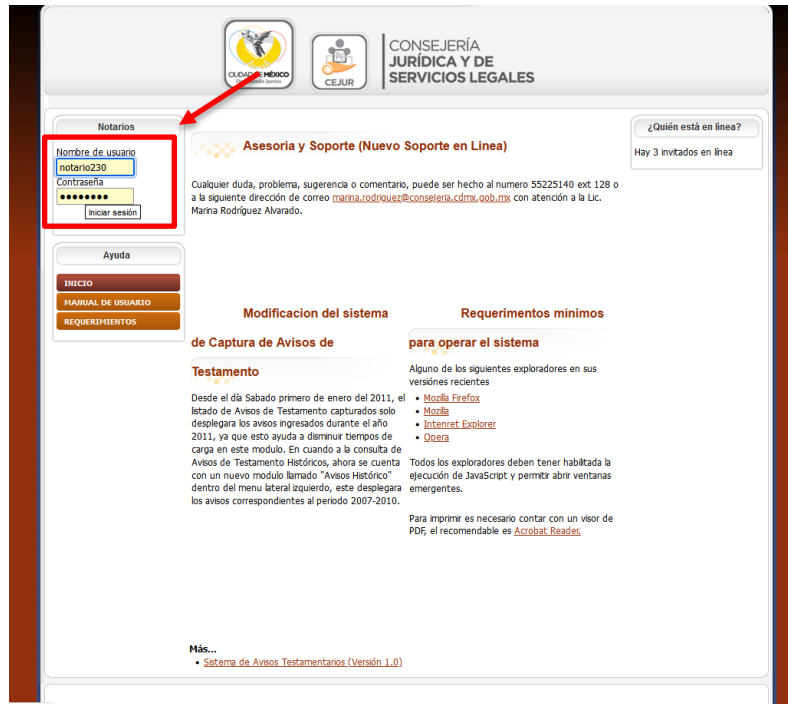 CIUDAD DE MÉXICO
CEJUR
CONSEJERÍA
JURÍDICA Y DE
SERVICIOS LEGALES
Notarios
Nombre de usuario
notario230
Contraseña
••••••••
Iniciar sesión
Ayuda
INICIO
MANUAL DE USUARIO
REQUERIMIENTOS
Asesoria y Soporte (Nuevo Soporte en Linea)
Cualquier duda, problema, sugerencia o comentario, puede ser hecho al numero 55225140 ext 128 o
a la siguiente dirección de correo marina.rodriguez@consejeria.cdmx.gob.mx con atención a la Lic.
Marina Rodríguez Alvarado.
Modificacion del sistema
de Captura de Avisos de
Testamento
Desde el día Sabado primero de enero del 2011, el
listado de Avisos de Testamento capturados solo
desplegara los avisos ingresados durante el año
2011, ya que esto ayuda a disminuir tiempos de
carga en este modulo. En cuando a la consulta de
Avisos de Testamento Históricos, ahora se cuenta
con un nuevo modulo llamado "Avisos Histórico"
dentro del menu lateral izquierdo, este desplegara
los avisos correspondientes al periodo 2007-2010.
Requerimentos mínimos
para operar el sistema
Alguno de los siguientes exploradores en sus
versiónes recientes
• Mozilla Firefox
• Mozilla
• Intenret Explorer
• Opera
Todos los exploradores deben tener habilitada la
ejecución de JavaScript y permitir abrir ventanas
emergentes.
Para imprimir es necesario contar con un visor de
PDF, el recomendable es Acrobat Reader.
Más...
• Sistema de Avisos Testamentarios (Versión 1.0)
¿Quién está en línea?
Hay 3 invitados en línea